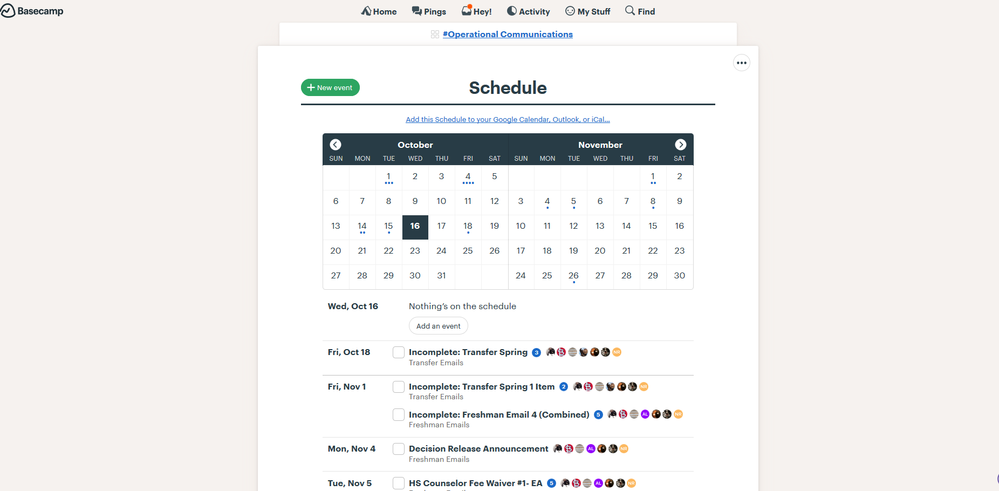 Basecamp
Home Pings Hey! Activity My Stuff Find
#Operational Communications
New event
Schedule
Add this Schedule to your Google Calendar, Outlook, or iCal...
October November
SUN MON TUE WED THU FRI SAT SUN MON TUE WED THU FRI SAT
1 2 3 4 5 1 2
6 7 8 9 10 11 12 3 4 5 6 7 8 9
13 14 15 16 17 18 19 10 11 12 13 14 15 16
20 21 22 23 24 25 26 17 18 19 20 21 22 23
27 28 29 30 31 24 25 26 27 28 29 30
Wed, Oct 16 Nothing's on the schedule
Add an event
Fri, Oct 18 Incomplete: Transfer Spring 3 NR
Transfer Emails
Fri, Nov 1 Incomplete: Transfer Spring 1 Item 2 NR
Transfer Emails
Incomplete: Freshman Email 4 (Combined) 5 AL NR
Freshman Emails
Mon, Nov 4 Decision Release Announcement AL NR
Freshman Emails
Tue, Nov 5 HS Counselor Fee Waiver #1- EA 5 AL NR